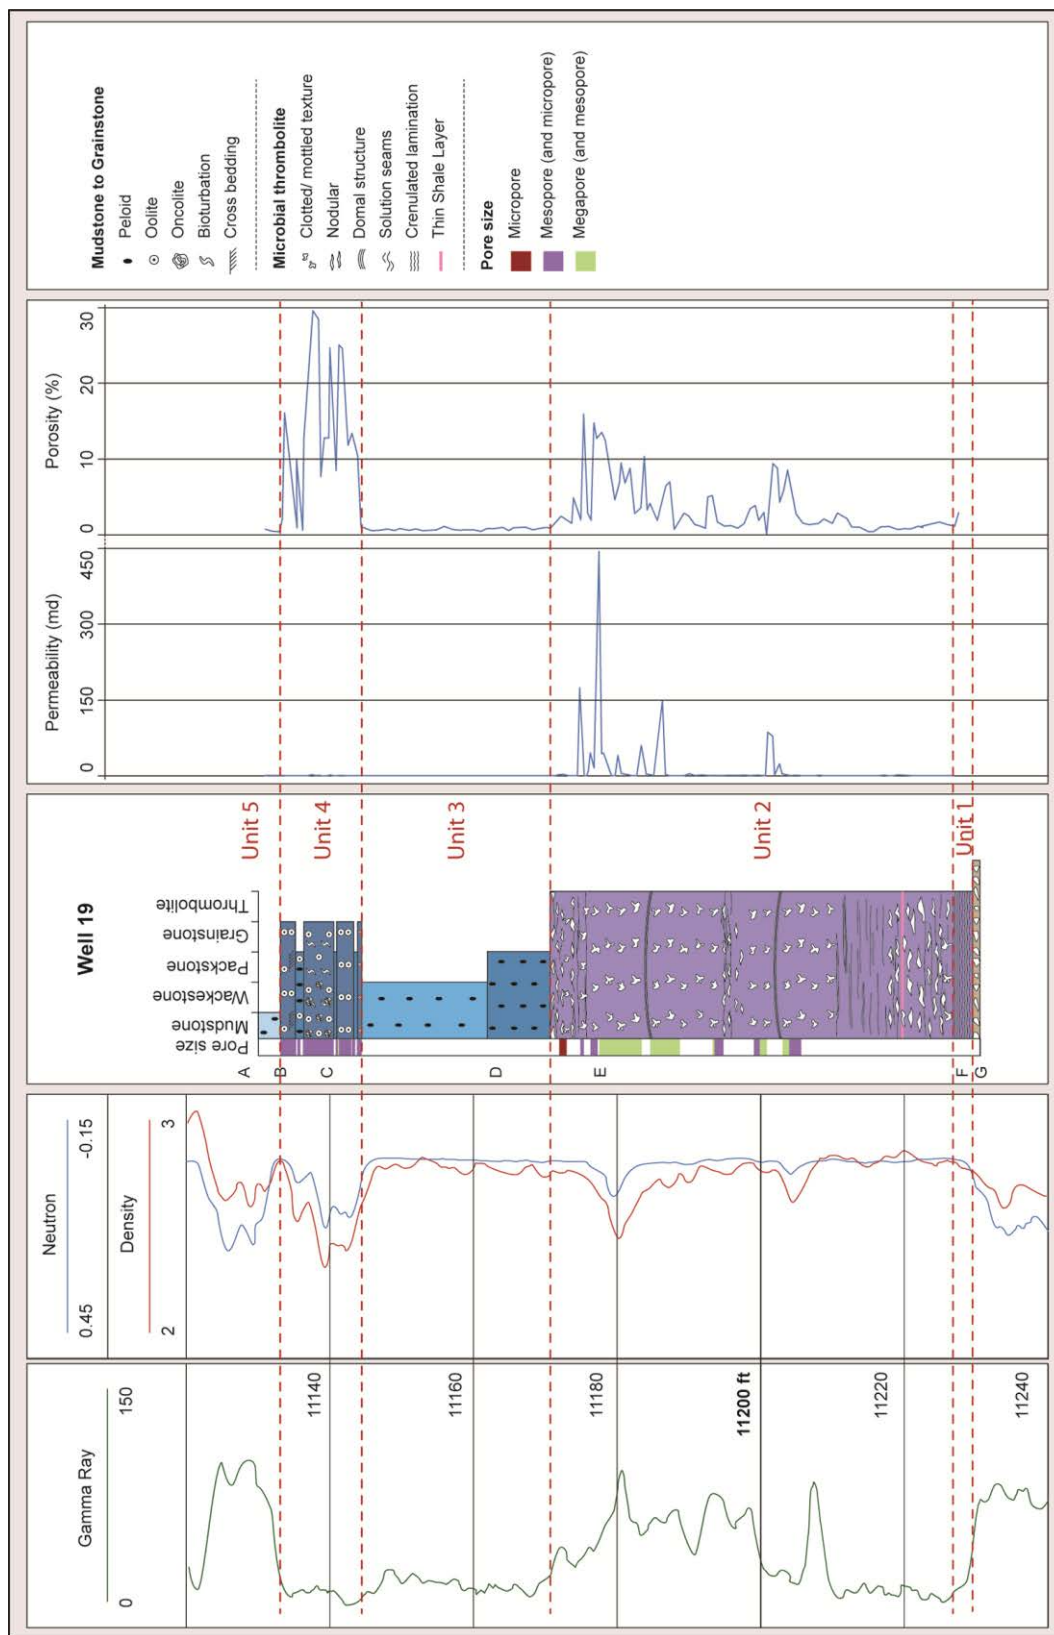 Gamma Ray
0 150
11140
11160
11180
11200 ft
11220
11240
Neutron
0.45 -0.15
Density
2 3
Well 19
Pore size
Mudstone
Wackestone
Packstone
Grainstone
Thrombolite
A
B
C
D
E
F
G
Unit 5
Unit 4
Unit 3
Unit 2
Unit 1
Permeability (md)
0 150 300 450
Porosity (%)
0 10 20 30
Mudstone to Grainstone
Peloid
Oolite
Oncolite
Bioturbation
Cross bedding
Microbial thrombolite
Clotted/ mottled texture
Nodular
Domal structure
Solution seams
Crenulated lamination
Thin Shale Layer
Pore size
Micropore
Mesopore (and micropore)
Megapore (and mesopore)